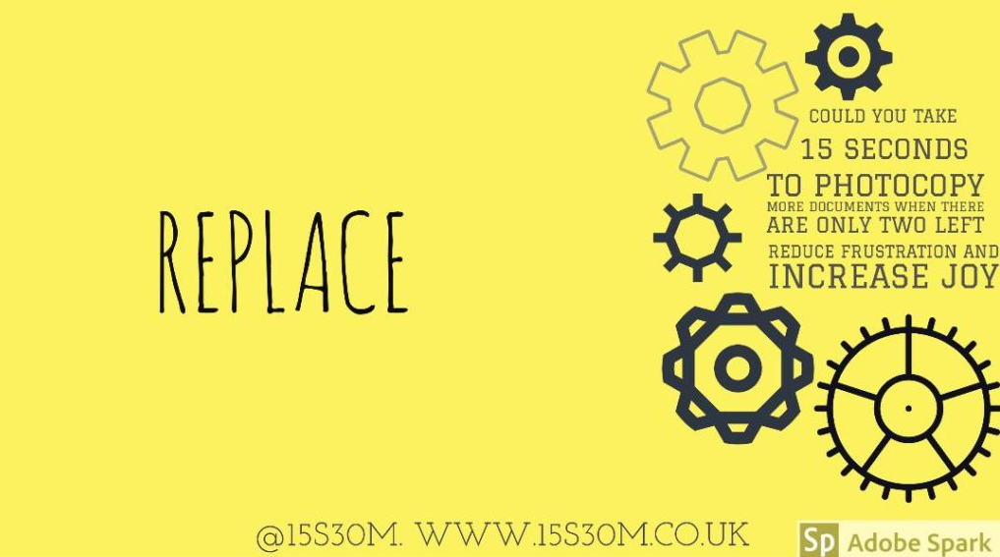 REPLACE
COULD YOU TAKE
15 SECONDS
TO PHOTOCOPY
MORE DOCUMENTS WHEN THERE
ARE ONLY TWO LEFT
REDUCE FRUSTRATION AND
INCREASE JOY
@15S30M. WWW.15S30M.CO.UK
Sp Adobe Spark